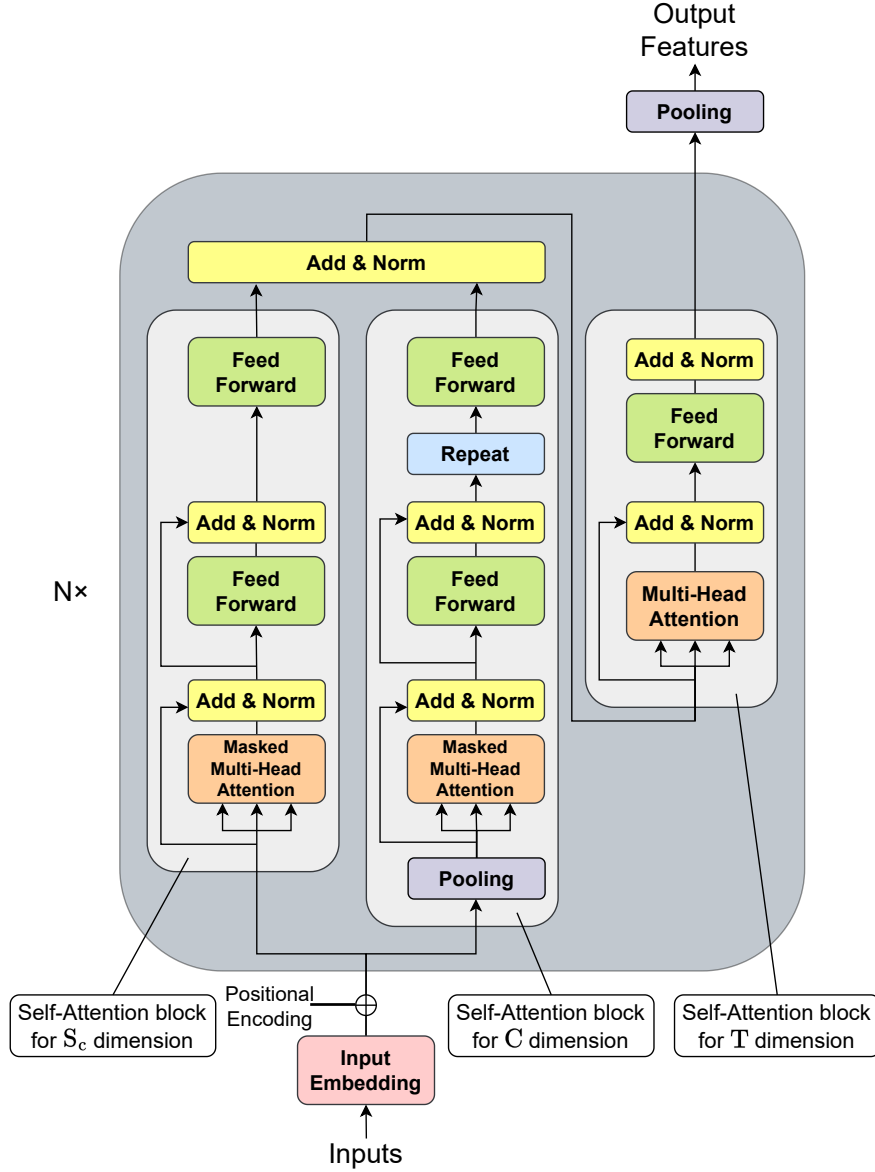 Output
Features
Pooling
Add & Norm
Feed
Forward
Add & Norm
Feed
Forward
Add & Norm
Masked
Multi-Head
Attention
Feed
Forward
Repeat
Add & Norm
Feed
Forward
Add & Norm
Masked
Multi-Head
Attention
Pooling
Add & Norm
Feed
Forward
Add & Norm
Multi-Head
Attention
N×
Self-Attention block
for S_c dimension
Positional
Encoding
Self-Attention block
for C dimension
Self-Attention block
for T dimension
Input
Embedding
Inputs